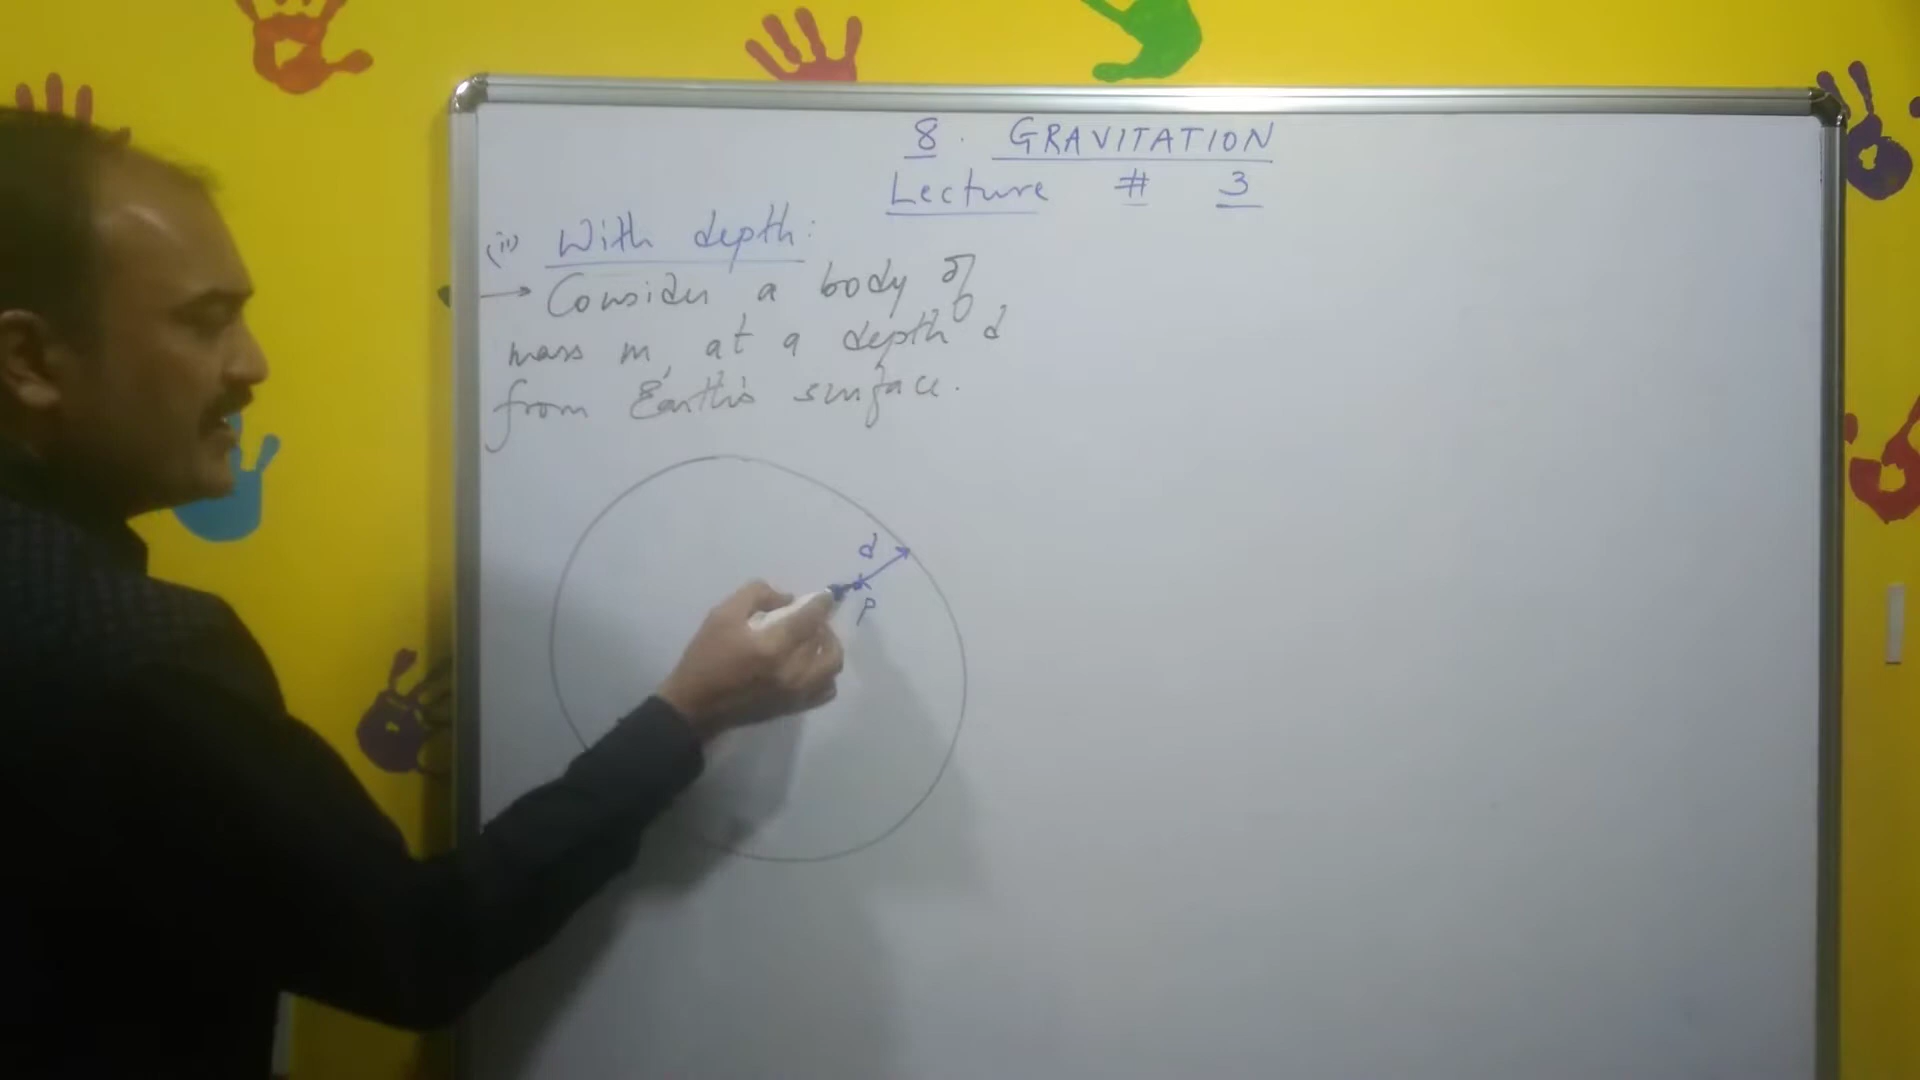 8. GRAVITATION
Lecture # 3
(ii) With depth:
→ Consider a body of
mass m, at a depth d
from Earth's surface.
d
P